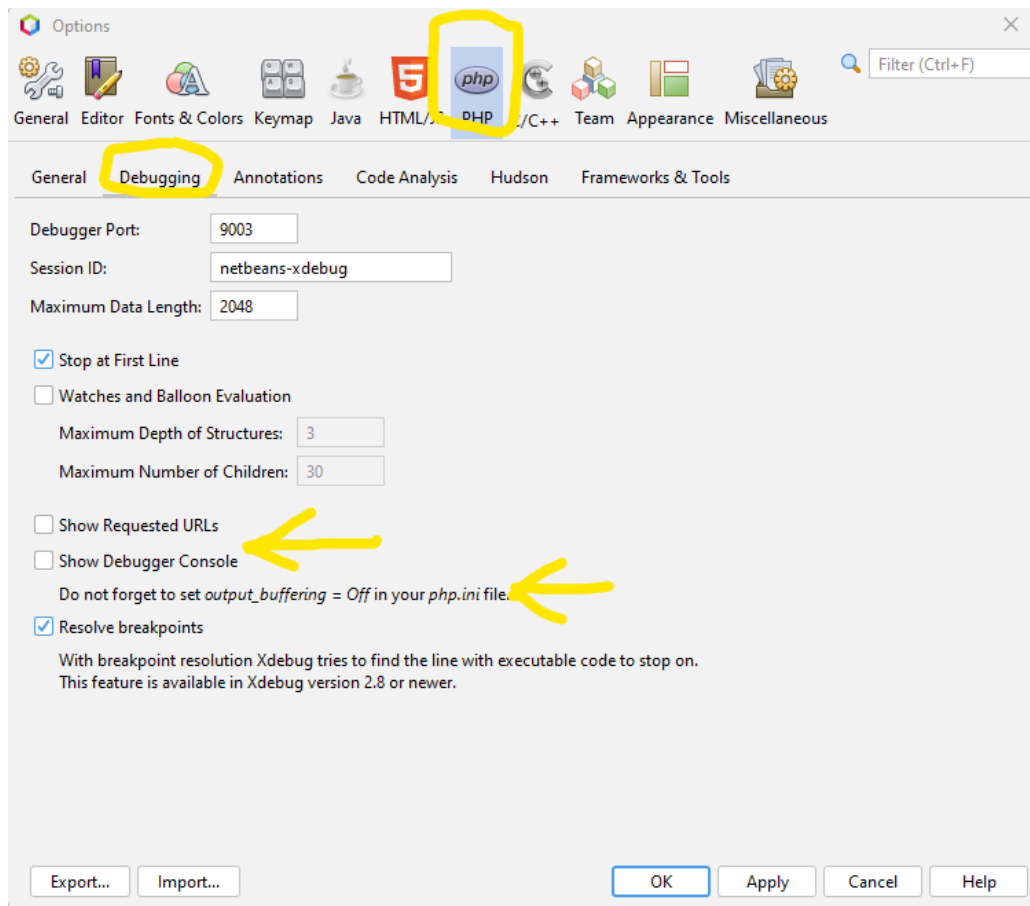 Options
Filter (Ctrl+F)
php
General Editor Fonts & Colors Keymap Java HTML/JS PHP C/C++ Team Appearance Miscellaneous
General Debugging Annotations Code Analysis Hudson Frameworks & Tools
Debugger Port: 9003
Session ID: netbeans-xdebug
Maximum Data Length: 2048
Stop at First Line
Watches and Balloon Evaluation
Maximum Depth of Structures: 3
Maximum Number of Children: 30
Show Requested URLs
Show Debugger Console
Do not forget to set output_buffering = Off in your php.ini file.
Resolve breakpoints
With breakpoint resolution Xdebug tries to find the line with executable code to stop on.
This feature is available in Xdebug version 2.8 or newer.
Export... Import... OK Apply Cancel Help